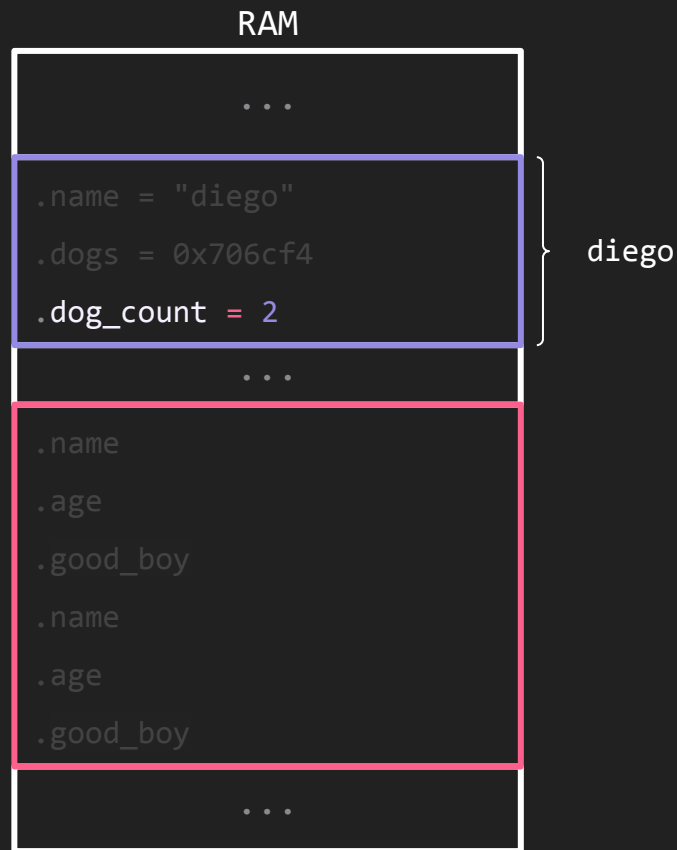 RAM
...
.name = "diego"
.dogs = 0x706cf4
.dog_count = 2
diego
...
.name
.age
.good_boy
.name
.age
.good_boy
...